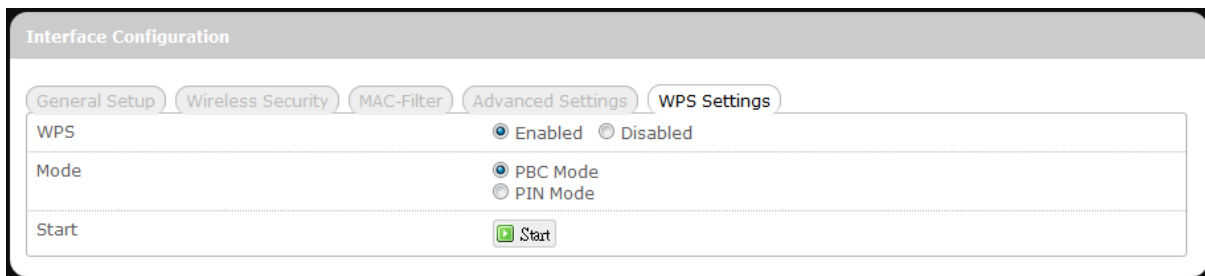 Interface Configuration
General Setup Wireless Security MAC-Filter Advanced Settings WPS Settings
WPS Enabled Disabled
Mode PBC Mode
PIN Mode
Start Start